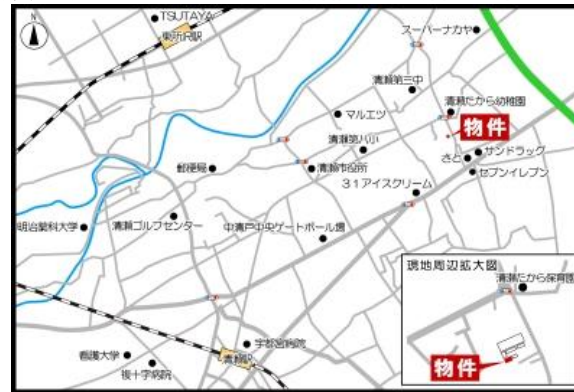 TSUTAYA
東所沢駅
スーパーナカヤ
清瀬第三中
マルエツ
清瀬たから幼稚園
物件
清瀬第八小
さと
サンドラッグ
セブンイレブン
郵便局
清瀬市役所
31アイスクリーム
明治薬科大学
清瀬ゴルフセンター
中清戸中央ゲートボール場
現地周辺拡大図
清瀬たから保育園
物件
宇都宮病院
清瀬駅
看護大学
複十字病院
N